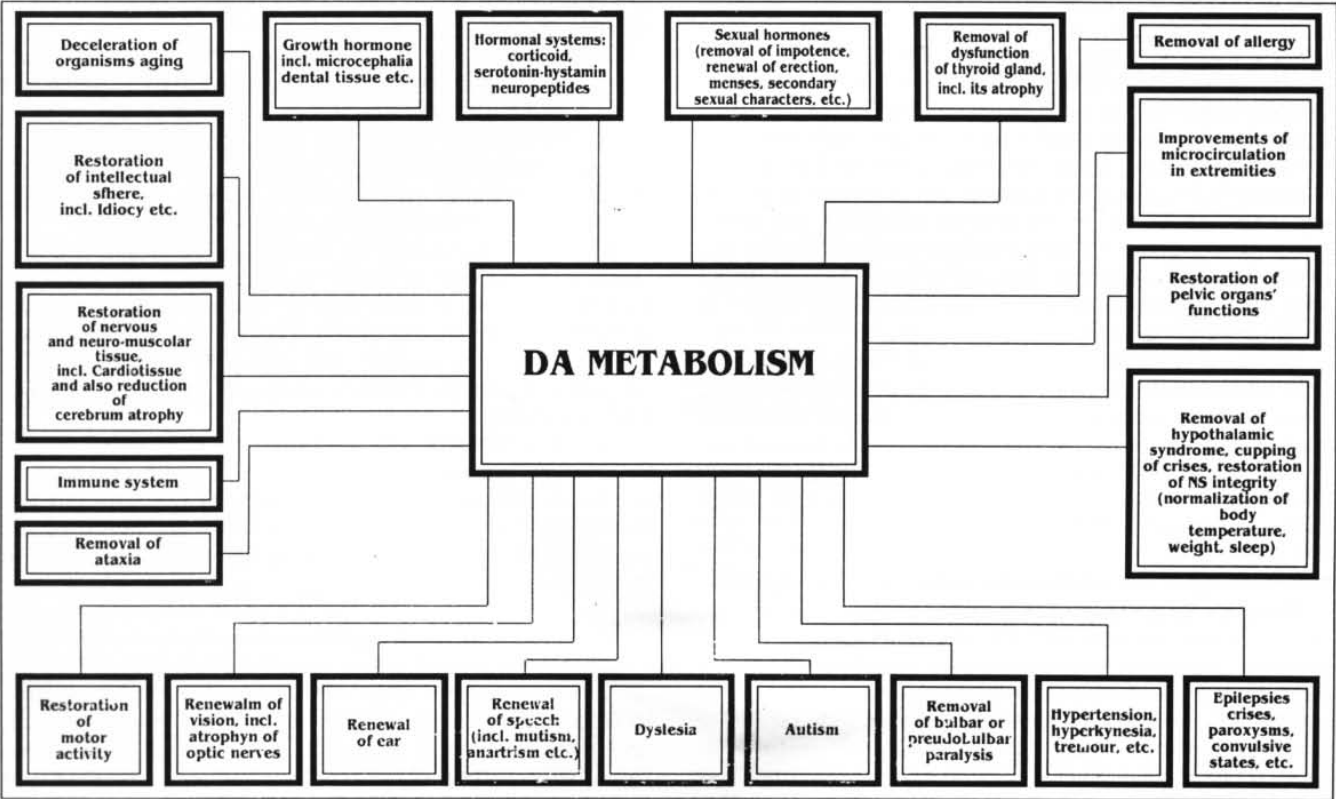 Deceleration of
organisms aging
Growth hormone
incl. microcephalia
dental tissue etc.
Hormonal systems:
corticoid,
serotonin-hystamin
neuropeptides
Sexual hormones
(removal of impotence,
renewal of erection,
menses, secondary
sexual characters, etc.)
Removal of
dysfunction
of thyroid gland,
incl. its atrophy
Removal of allergy
Restoration
of intellectual
sfhere,
incl. Idiocy etc.
Improvements of
microcirculation
in extremities
Restoration of
pelvic organs'
functions
Restoration
of nervous
and neuro-muscolar
tissue,
incl. Cardiotissue
and also reduction
of
cerebrum atrophy
DA METABOLISM
Removal of
hypothalamic
syndrome, cupping
of crises, restoration
of NS integrity
(normalization of
body
temperature,
weight, sleep)
Immune system
Removal of
ataxia
Restoration
of
motor
activity
Renewalm of
vision, incl.
atrophyn of
optic nerves
Renewal
of ear
Renewal
of speech
(incl. mutism,
anartrism etc.)
Dyslesia
Autism
Removal
of bulbar or
paralysis
Hypertension,
hyperkynesia,
tremour, etc.
Epilepsies
crises,
paroxysms,
convulsive
states, etc.